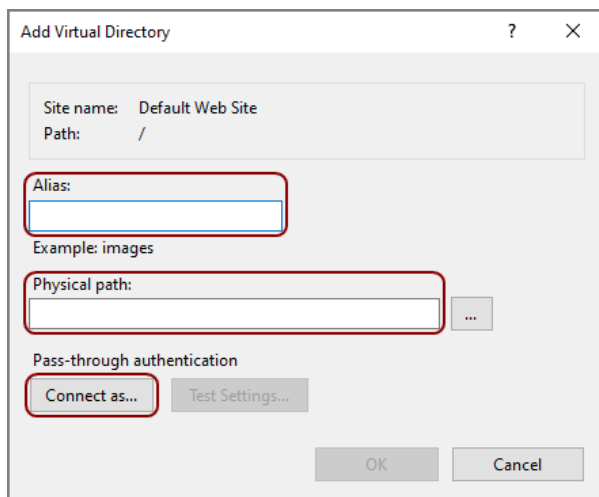 Add Virtual Directory ?
Site name: Default Web Site
Path: /
Alias:
Example: images
Physical path:
...
Pass-through authentication
Connect as... Test Settings...
OK Cancel